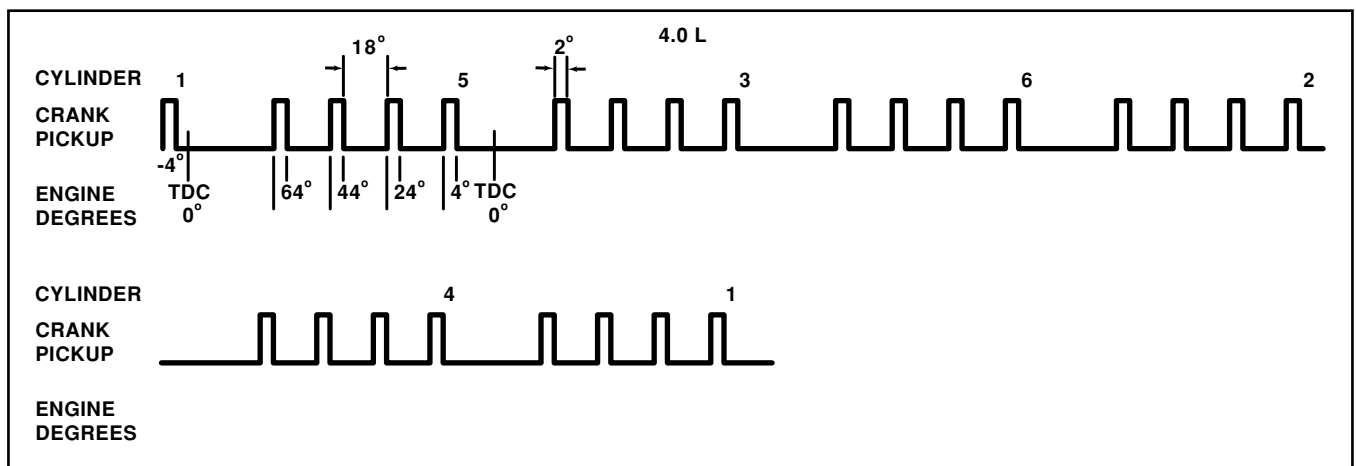 4.0 L
18° 2°
CYLINDER 1 5 3 6 2
CRANK
PICKUP
-4° TDC 64° 44° 24° 4° TDC
ENGINE
DEGREES 0° 0°
CYLINDER 4 1
CRANK
PICKUP
ENGINE
DEGREES